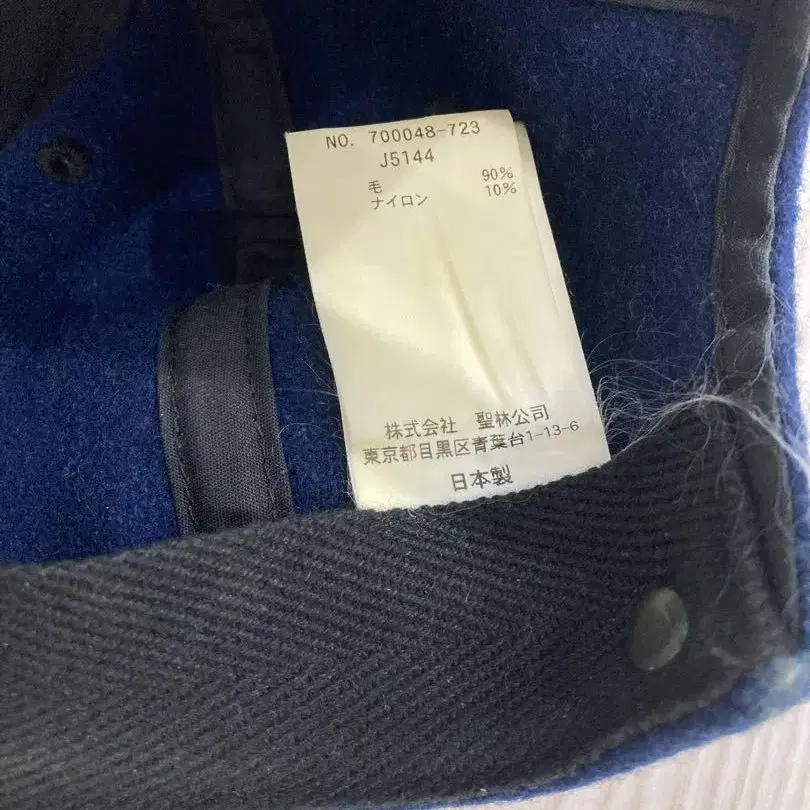 NO. 700048-723
J5144
毛 90%
ナイロン 10%
株式会社 聖林公司
東京都目黒区青葉台1-13-6
日本製